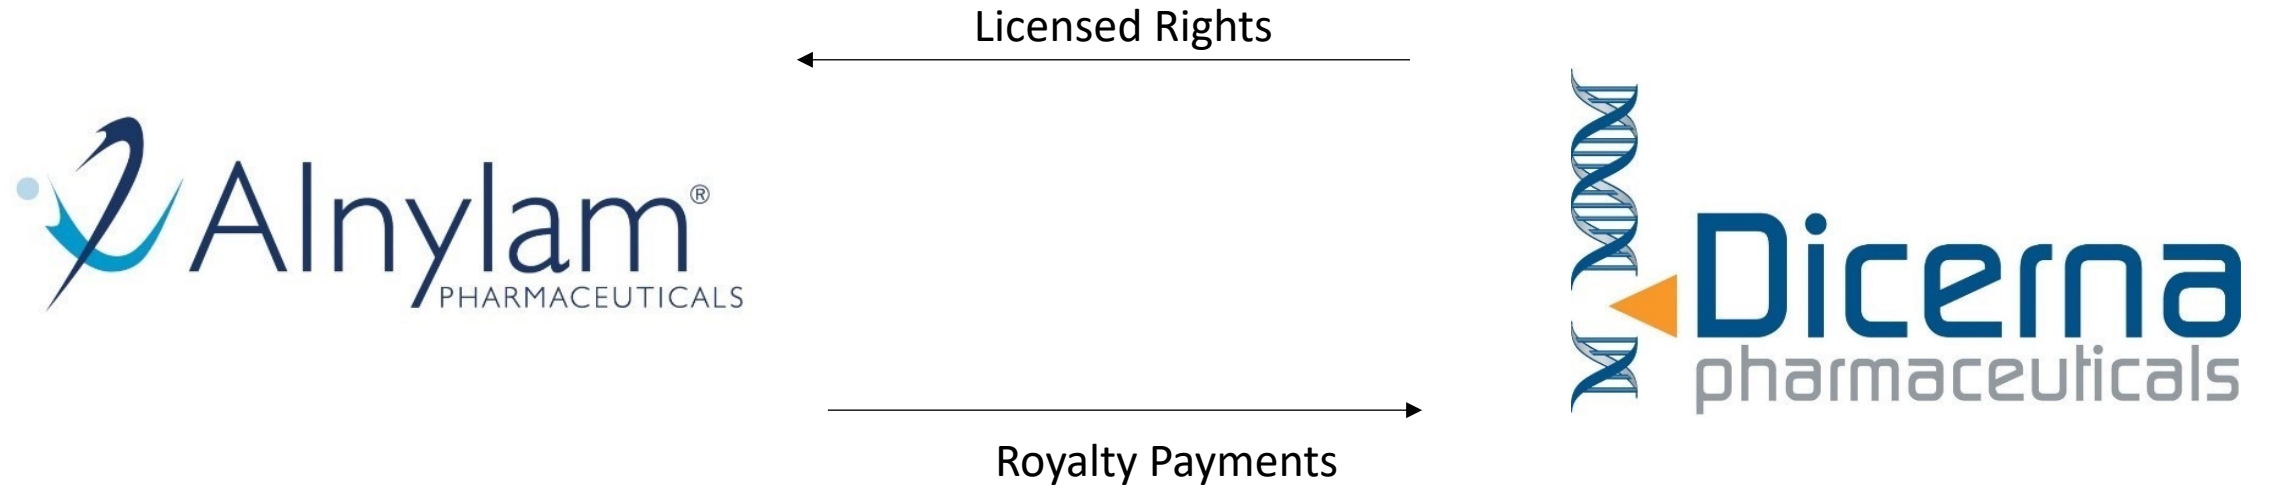 Licensed Rights
Alnylam®
PHARMACEUTICALS
Dicerna
pharmaceuticals
Royalty Payments